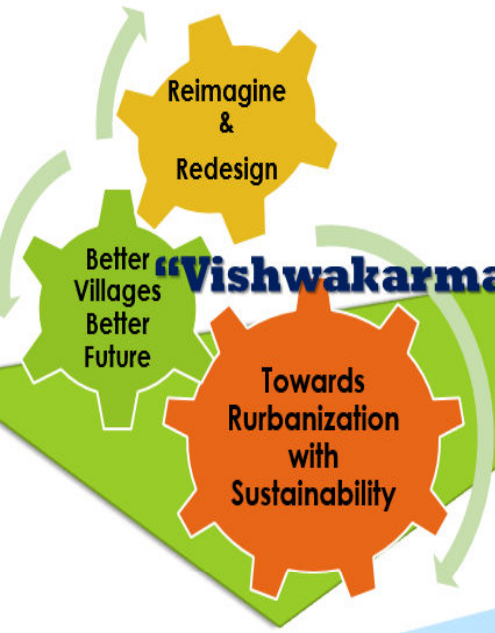 Reimagine
&
Redesign
Better
Villages
Better
Future
“Vishwakarma
Towards
Rurbanization
with
Sustainability